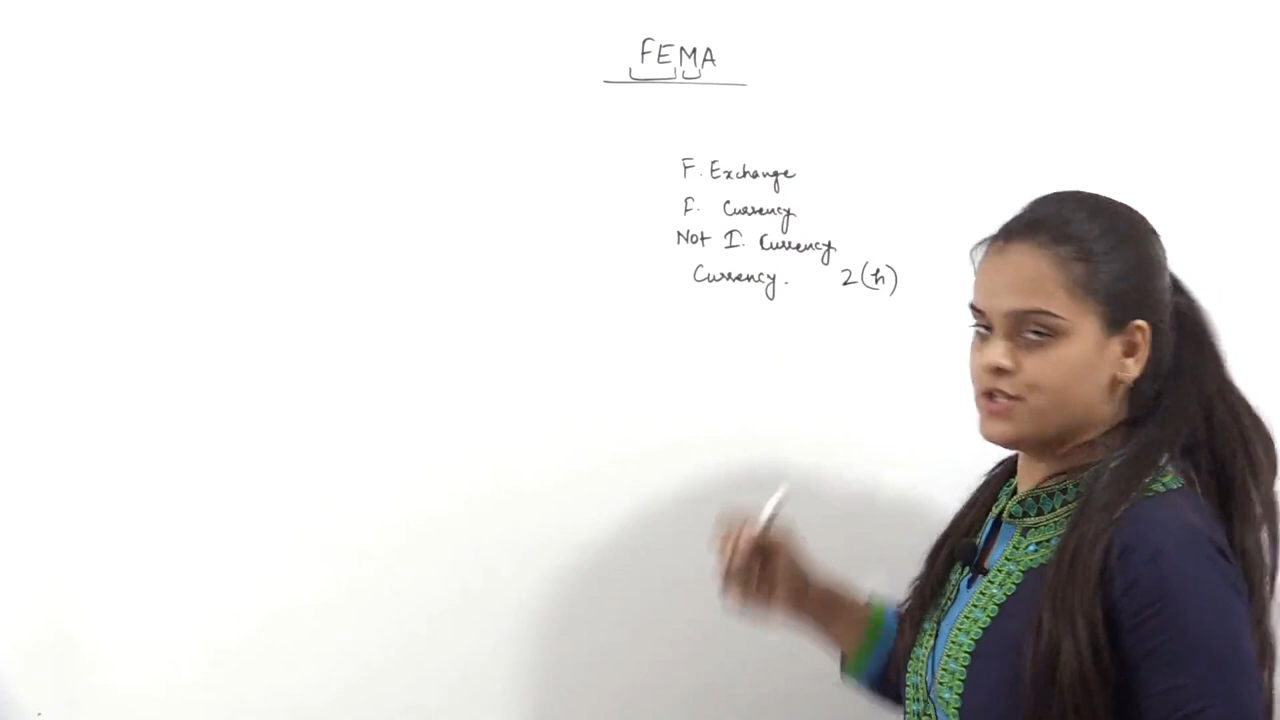 FEMA
F. Exchange
F. Currency
Not I. Currency
Currency. 2(h)